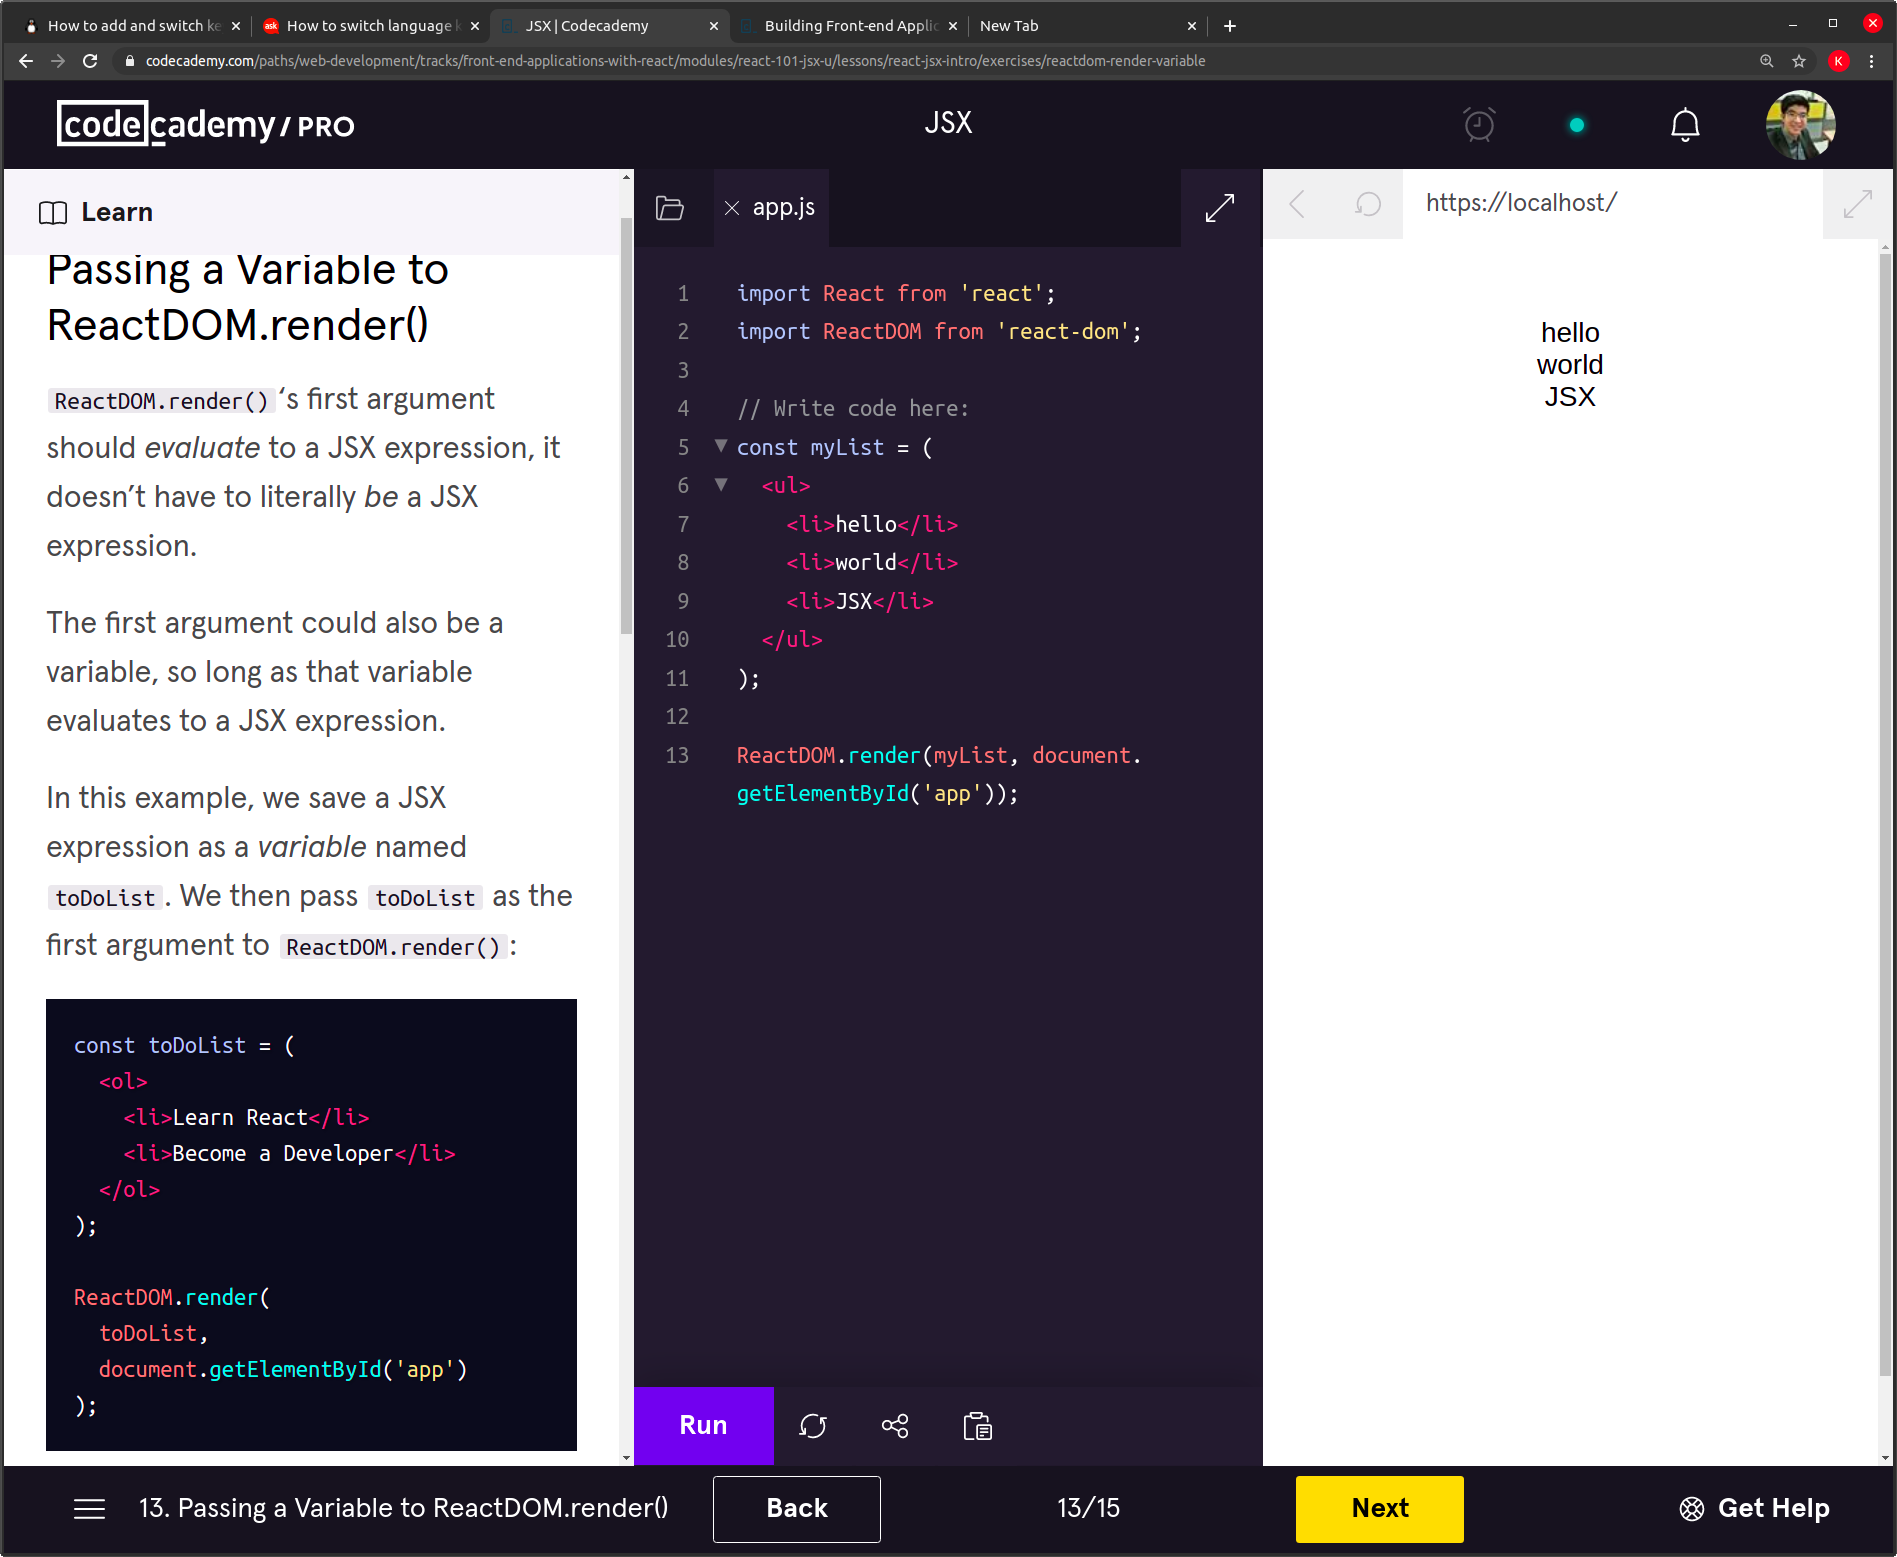 How to add and switch ke
How to switch language k
JSX | Codecademy
Building Front-end Applic
New Tab
codecademy.com/paths/web-development/tracks/front-end-applications-with-react/modules/react-101-jsx-u/lessons/react-jsx-intro/exercises/reactdom-render-variable
K
codecademy / PRO
JSX
Learn
Passing a Variable to
ReactDOM.render()
ReactDOM.render()‘s first argument
should evaluate to a JSX expression, it
doesn’t have to literally be a JSX
expression.
The first argument could also be a
variable, so long as that variable
evaluates to a JSX expression.
In this example, we save a JSX
expression as a variable named
toDoList. We then pass toDoList as the
first argument to ReactDOM.render():
const toDoList = (
<ol>
<li>Learn React</li>
<li>Become a Developer</li>
</ol>
);
ReactDOM.render(
toDoList,
document.getElementById('app')
);
app.js
1 import React from 'react';
2 import ReactDOM from 'react-dom';
3
4 // Write code here:
5 const myList = (
6 <ul>
7 <li>hello</li>
8 <li>world</li>
9 <li>JSX</li>
10 </ul>
11 );
12
13 ReactDOM.render(myList, document.
getElementById('app'));
Run
https://localhost/
hello
world
JSX
13. Passing a Variable to ReactDOM.render()
Back
13/15
Next
Get Help
ask